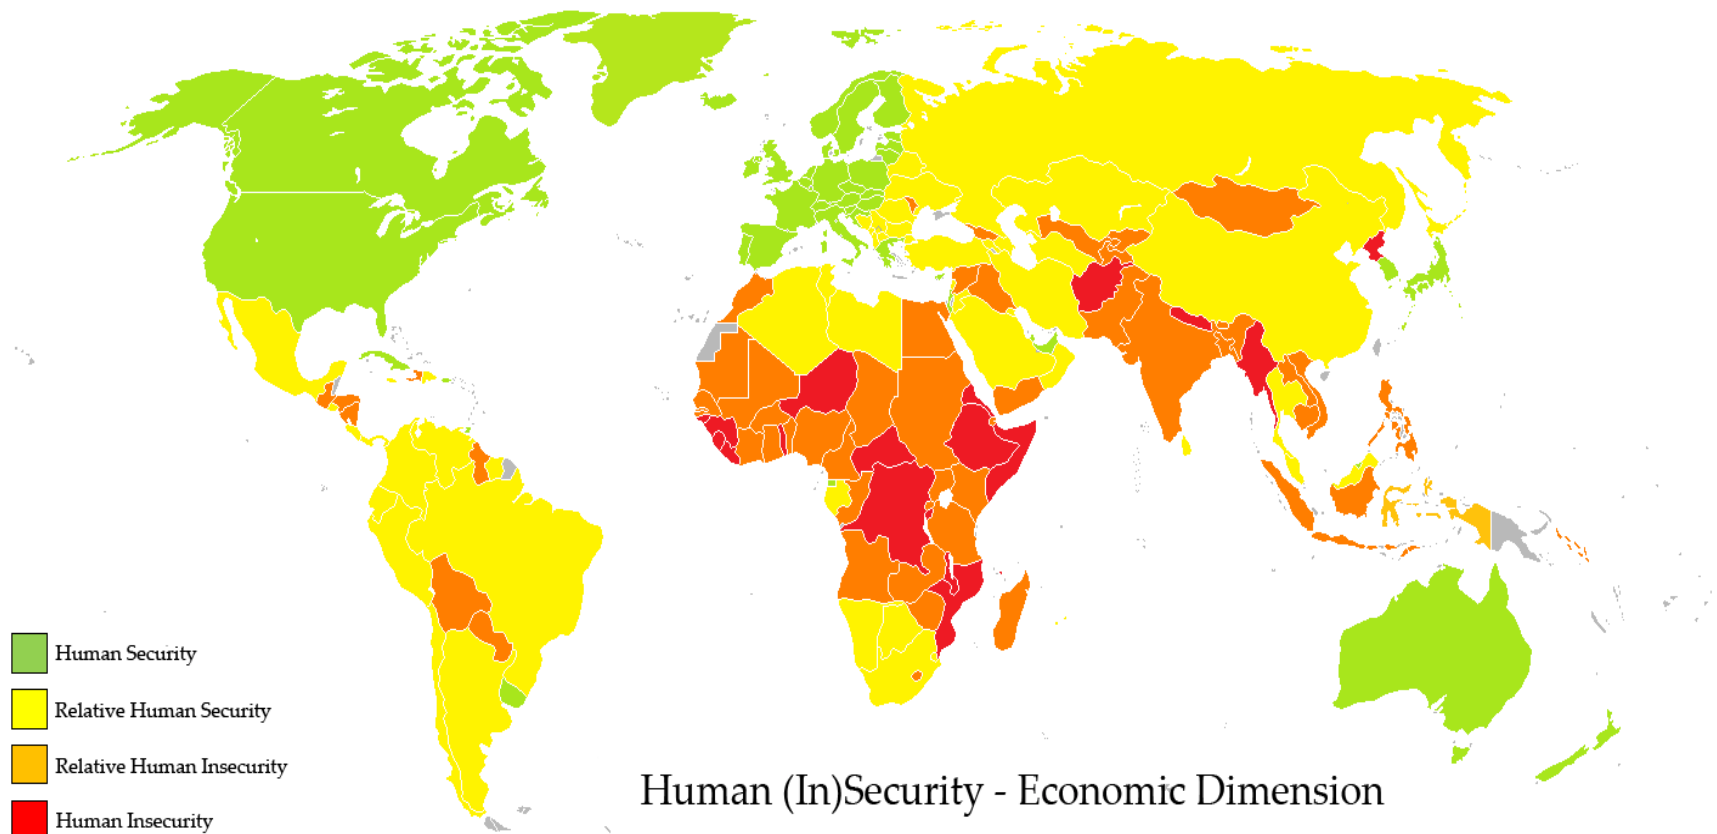 Human Security
Relative Human Security
Relative Human Insecurity
Human Insecurity
Human (In)Security - Economic Dimension